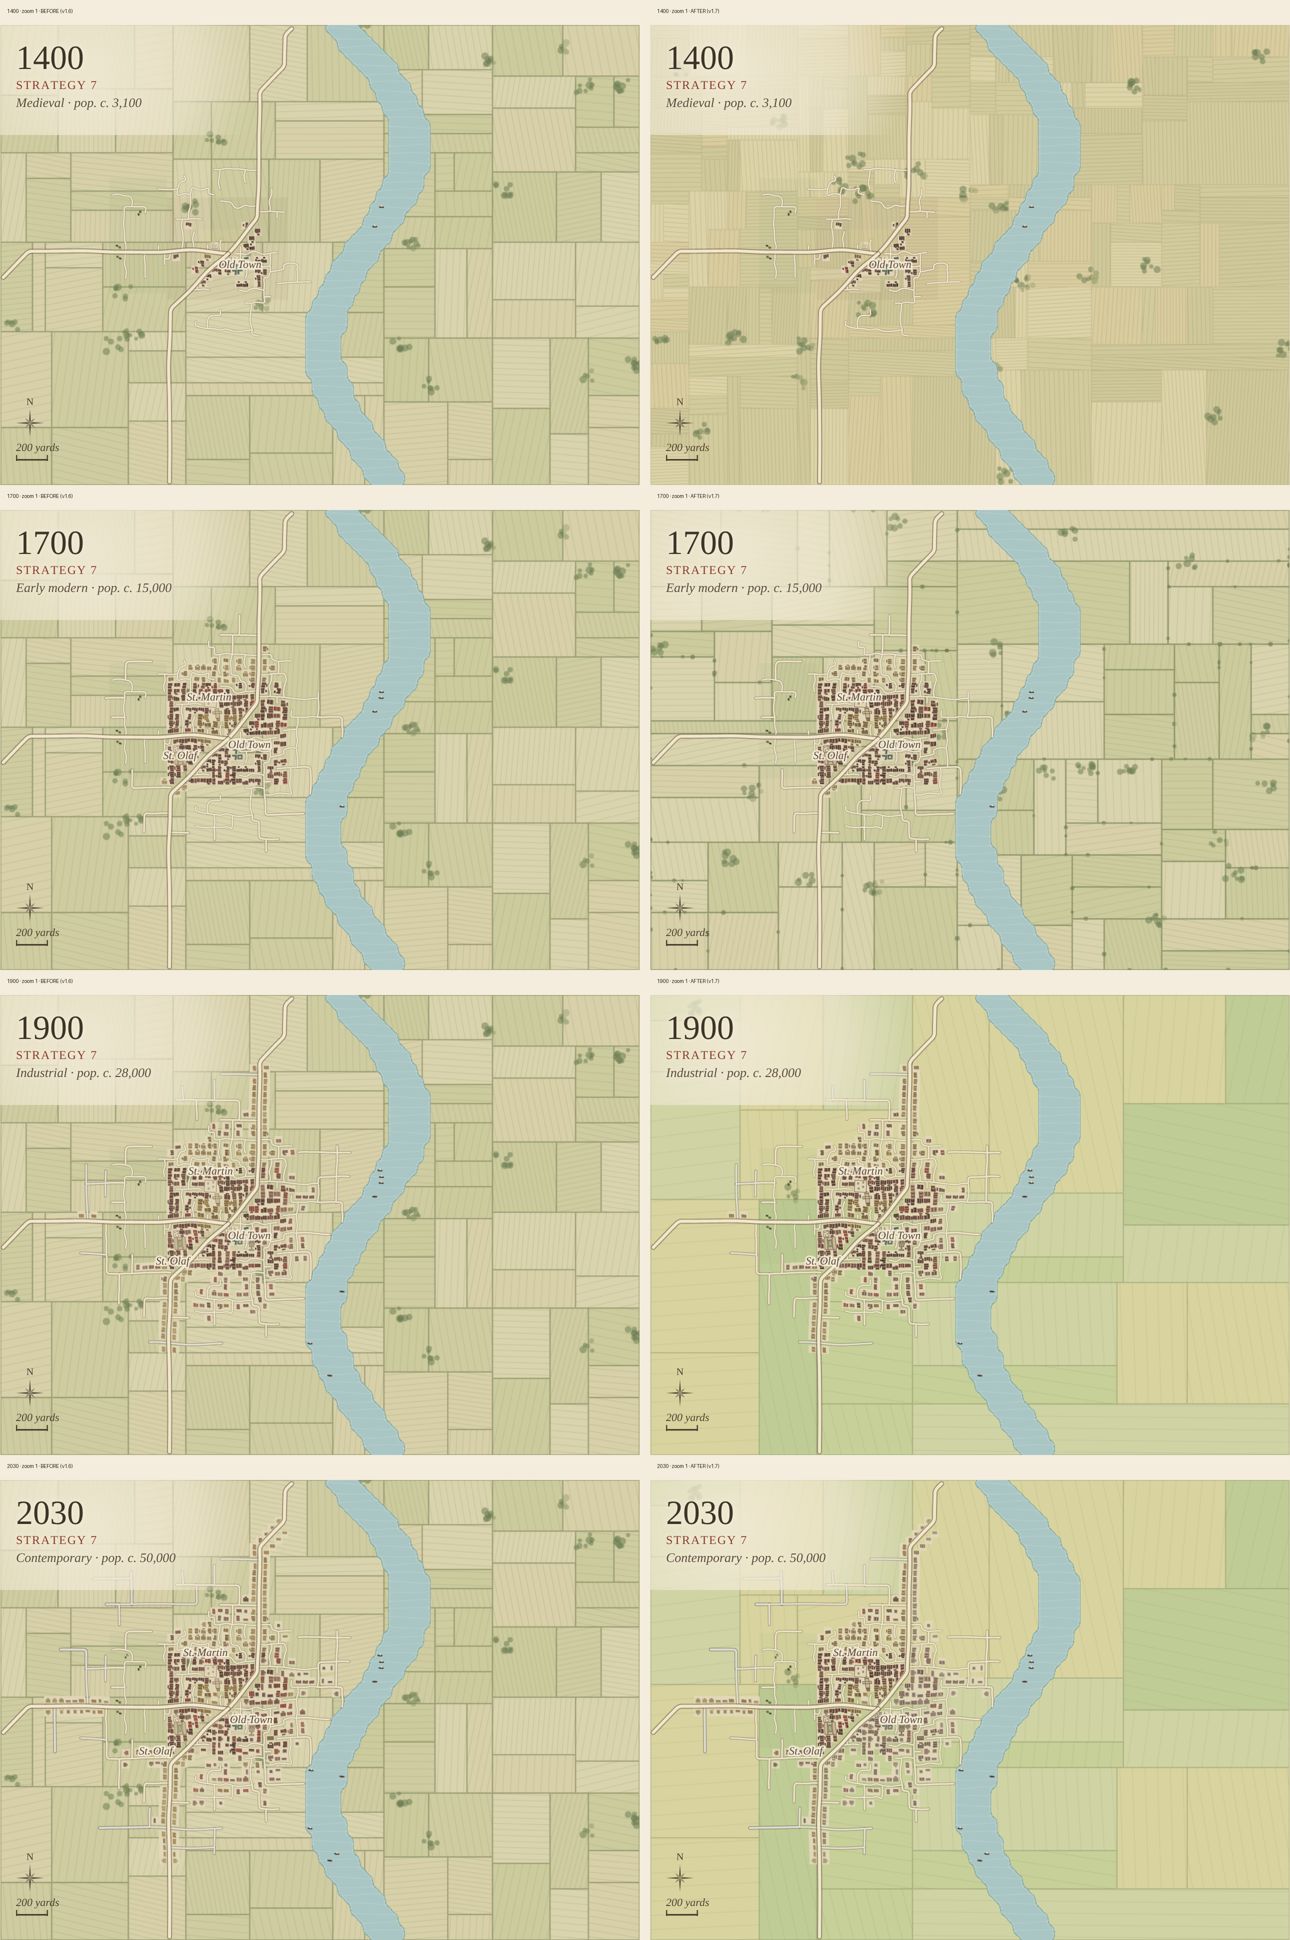 1400 · zoom 1 · BEFORE (v1.6)
1400 · zoom 1 · AFTER (v1.7)
1400
STRATEGY 7
Medieval · pop. c. 3,100
Old Town
N
200 yards
1400
STRATEGY 7
Medieval · pop. c. 3,100
Old Town
N
200 yards
1700 · zoom 1 · BEFORE (v1.6)
1700 · zoom 1 · AFTER (v1.7)
1700
STRATEGY 7
Early modern · pop. c. 15,000
St. Martin
Old Town
St. Olaf
N
200 yards
1700
STRATEGY 7
Early modern · pop. c. 15,000
St. Martin
Old Town
St. Olaf
N
200 yards
1900 · zoom 1 · BEFORE (v1.6)
1900 · zoom 1 · AFTER (v1.7)
1900
STRATEGY 7
Industrial · pop. c. 28,000
St. Martin
Old Town
St. Olaf
N
200 yards
1900
STRATEGY 7
Industrial · pop. c. 28,000
St. Martin
Old Town
St. Olaf
N
200 yards
2030 · zoom 1 · BEFORE (v1.6)
2030 · zoom 1 · AFTER (v1.7)
2030
STRATEGY 7
Contemporary · pop. c. 50,000
St. Martin
Old Town
St. Olaf
N
200 yards
2030
STRATEGY 7
Contemporary · pop. c. 50,000
St. Martin
Old Town
St. Olaf
N
200 yards